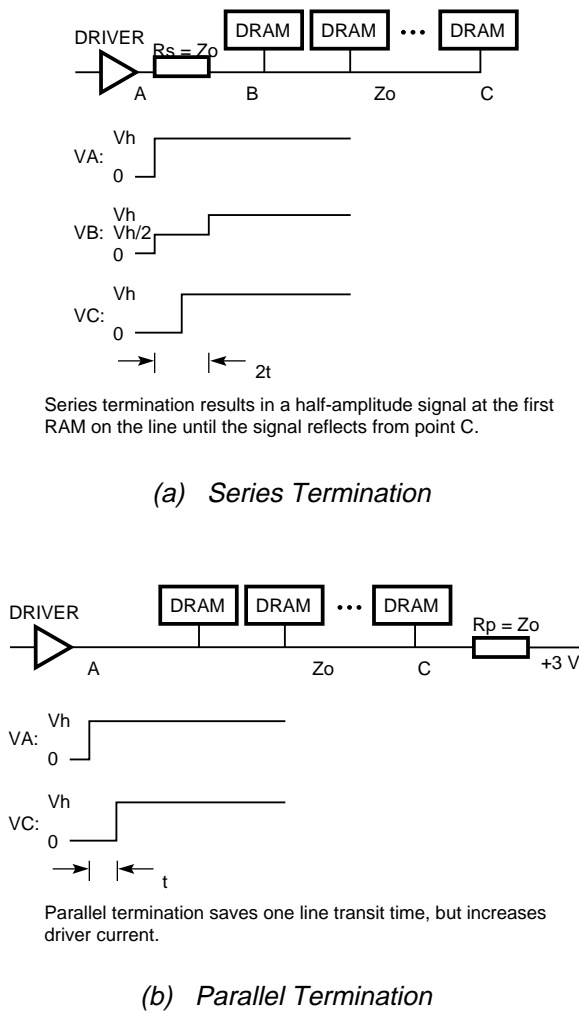 DRIVER
Rs = Zo
DRAM DRAM ••• DRAM
A B Zo C
Vh
VA:
0
Vh
VB: Vh/2
0
Vh
VC:
0
2t
Series termination results in a half-amplitude signal at the first
RAM on the line until the signal reflects from point C.
(a) Series Termination
DRAM DRAM ••• DRAM
DRIVER
Rp = Zo
A Zo C +3 V
Vh
VA:
0
Vh
VC:
0
t
Parallel termination saves one line transit time, but increases
driver current.
(b) Parallel Termination